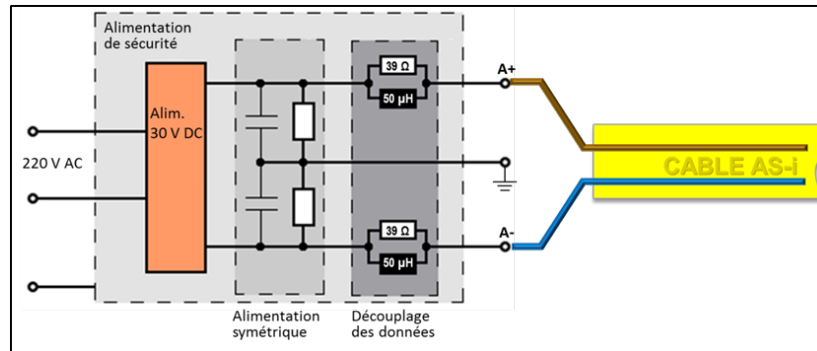 Alimentation
de sécurité
Alim.
30 V DC
220 V AC
39 Ω
50 µH
A+
CABLE AS-i
39 Ω
50 µH
A-
Alimentation
symétrique
Découplage
des données